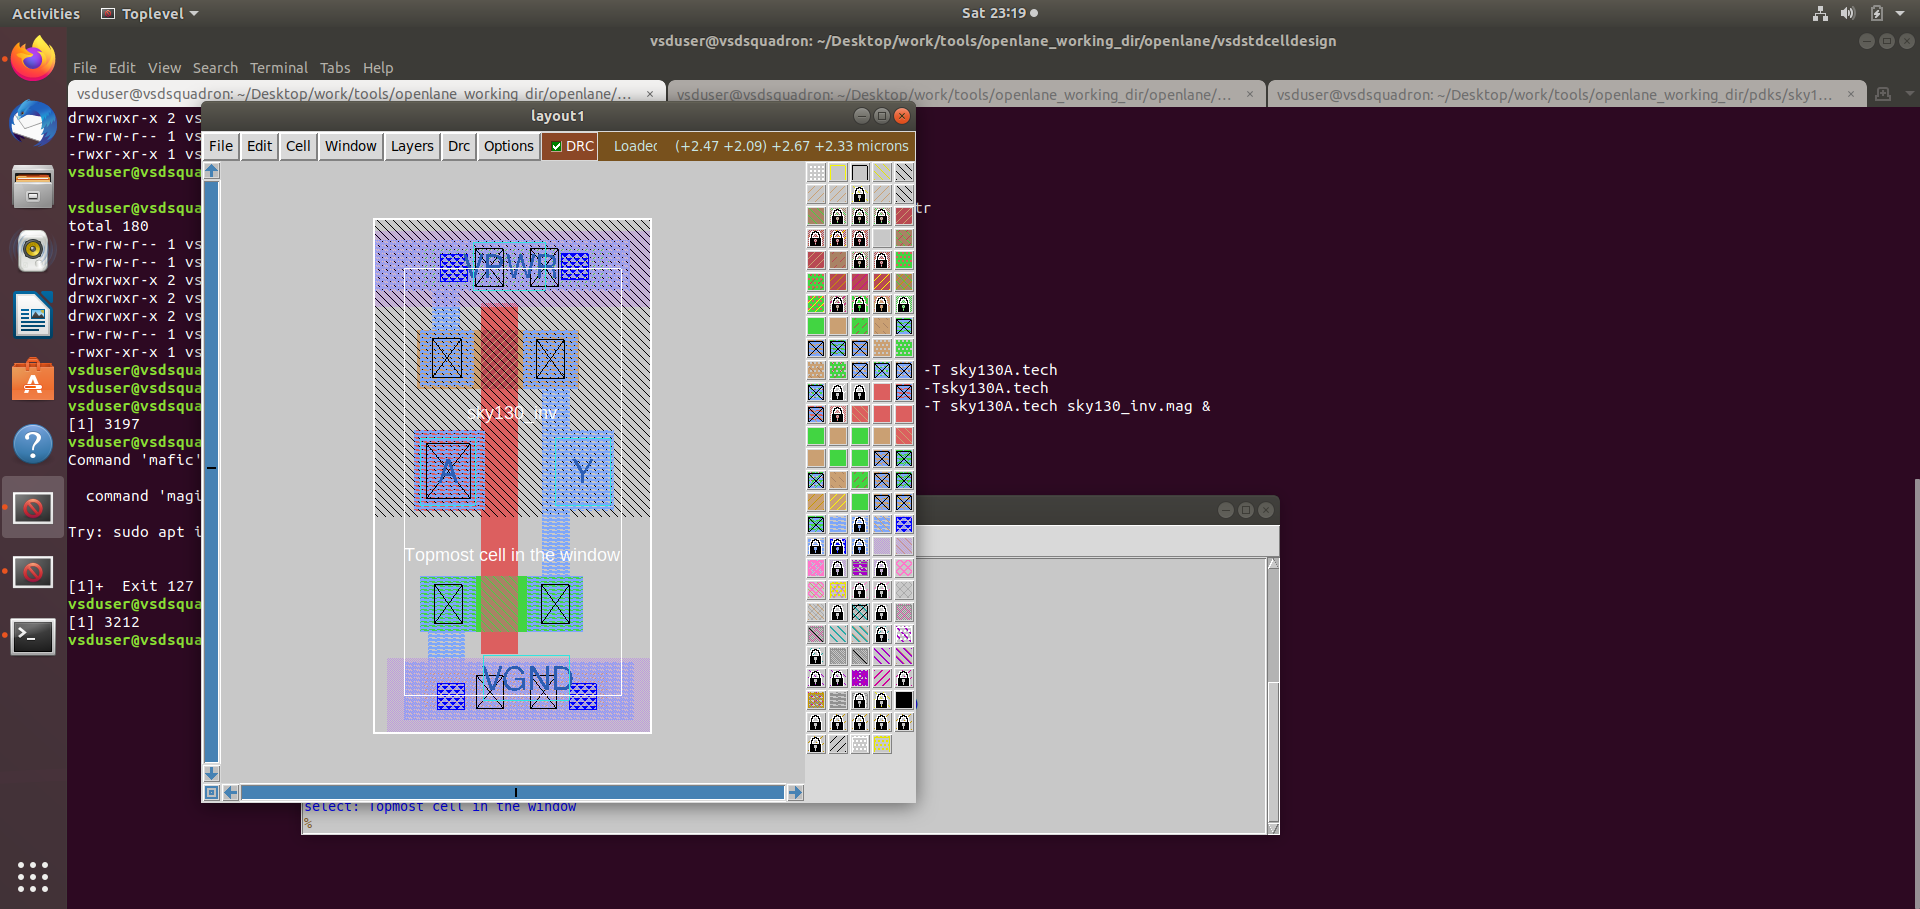 Activities Toplevel Sat 23:19
vsduser@vsdsquadron: ~/Desktop/work/tools/openlane_working_dir/openlane/vsdstdcelldesign
File Edit View Search Terminal Tabs Help
vsduser@vsdsquadron: ~/Desktop/work/tools/openlane_working_dir/openlane/... × vsduser@vsdsquadron: ~/Desktop/work/tools/openlane_working_dir/openlane/... × vsduser@vsdsquadron: ~/Desktop/work/tools/openlane_working_dir/pdks/sky1... ×
drwxrwxr-x 2 vs
-rw-rw-r-- 1 vs
-rwxr-xr-x 1 vs
vsduser@vsdsqua
vsduser@vsdsqua tr
total 180
-rw-rw-r-- 1 vs
-rw-rw-r-- 1 vs
drwxrwxr-x 2 vs
drwxrwxr-x 2 vs
drwxrwxr-x 2 vs
drwxrwxr-x 2 vs
-rw-rw-r-- 1 vs
-rwxr-xr-x 1 vs
vsduser@vsdsqua -T sky130A.tech
vsduser@vsdsqua -Tsky130A.tech
vsduser@vsdsqua -T sky130A.tech sky130_inv.mag &
[1] 3197
vsduser@vsdsqua
Command 'mafic'
command 'magi
Try: sudo apt i
[1]+ Exit 127
vsduser@vsdsqua
[1] 3212
vsduser@vsdsqua
layout1
File Edit Cell Window Layers Drc Options DRC Loaded (+2.47 +2.09) +2.67 +2.33 microns
VPWR
sky130_inv
A Y
Topmost cell in the window
VGND
select: Topmost cell in the window
%